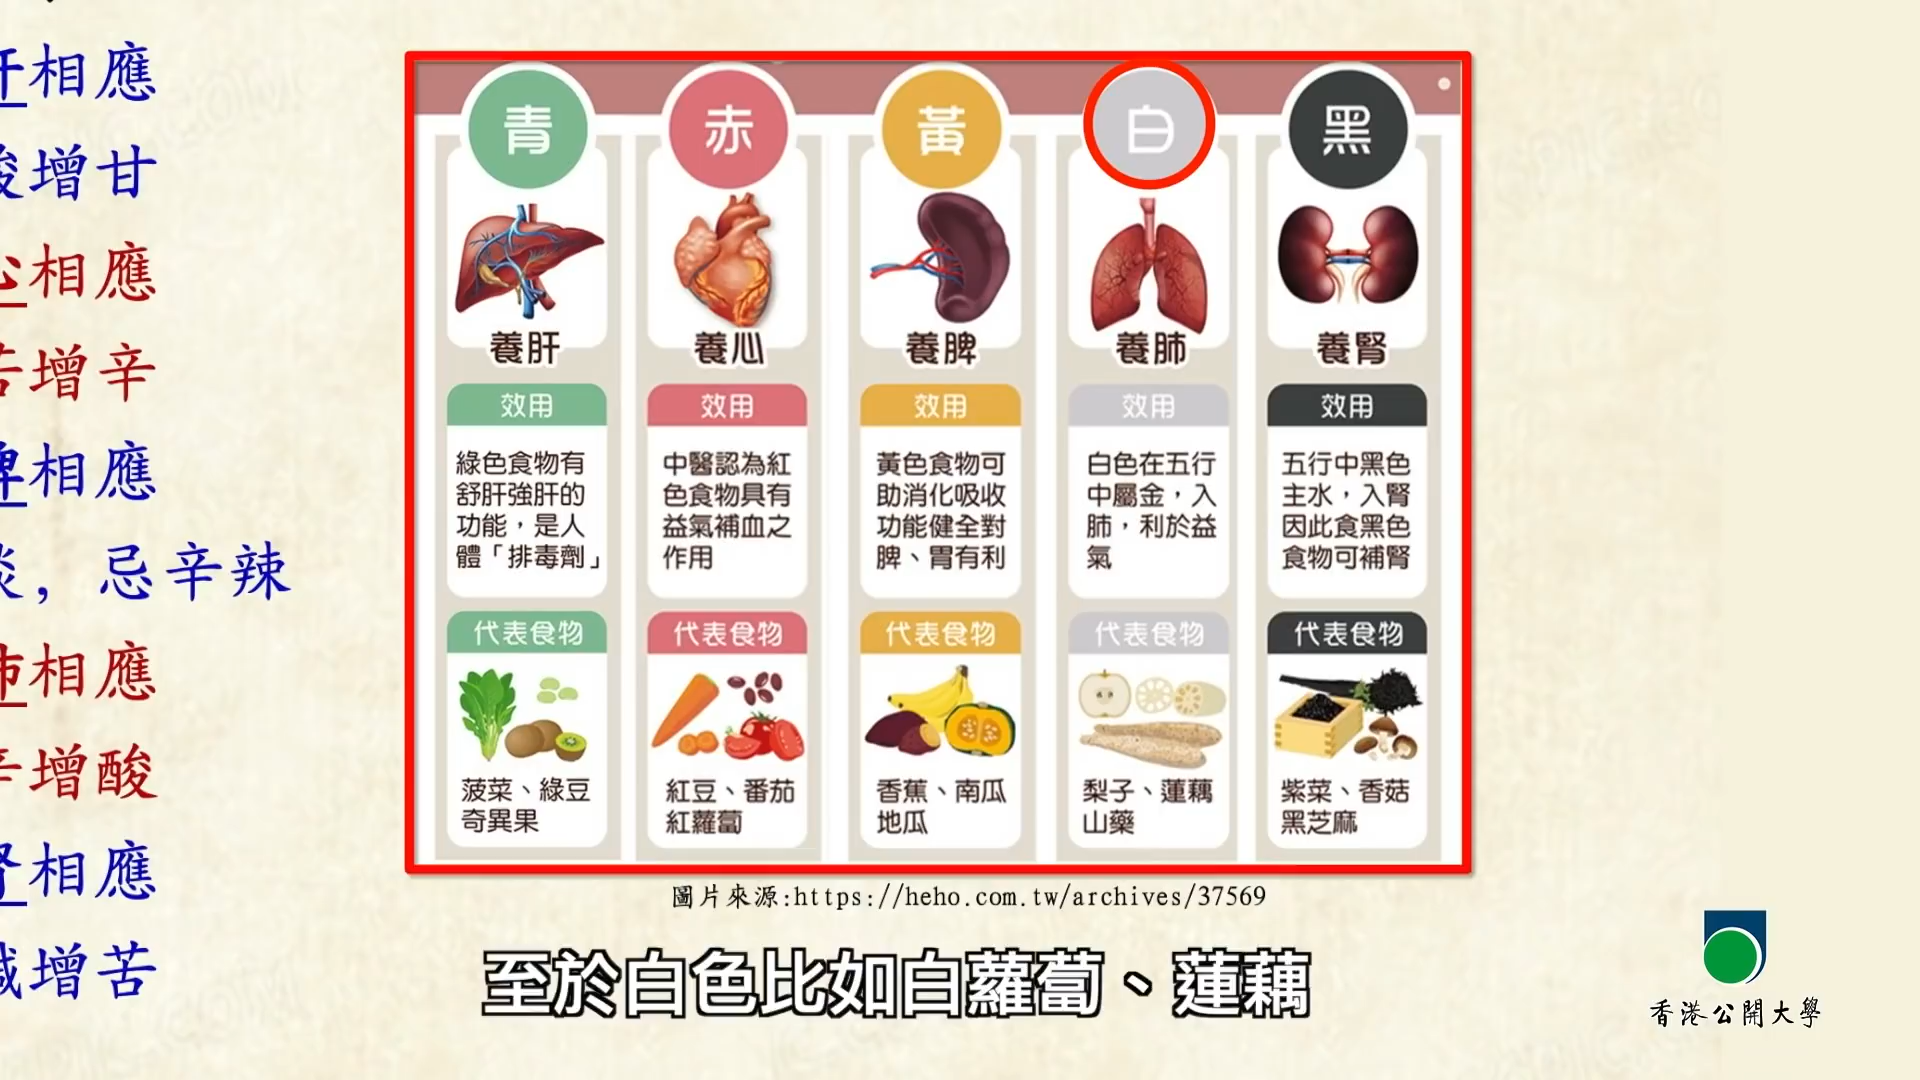 相應
增甘
相應
增辛
相應
，忌辛辣
相應
增酸
相應
增苦
青
赤
黃
白
黑
養肝
養心
養脾
養肺
養腎
效用
效用
效用
效用
效用
綠色食物有
舒肝強肝的
功能，是人
體「排毒劑」
中醫認為紅
色食物具有
益氣補血之
作用
黃色食物可
助消化吸收
功能健全對
脾、胃有利
白色在五行
中屬金，入
肺，利於益
氣
五行中黑色
主水，入腎
因此食黑色
食物可補腎
代表食物
代表食物
代表食物
代表食物
代表食物
菠菜、綠豆
奇異果
紅豆、番茄
紅蘿蔔
香蕉、南瓜
地瓜
梨子、蓮藕
山藥
紫菜、香菇
黑芝麻
圖片來源:https://heho.com.tw/archives/37569
至於白色比如白蘿蔔、蓮藕
香港公開大學